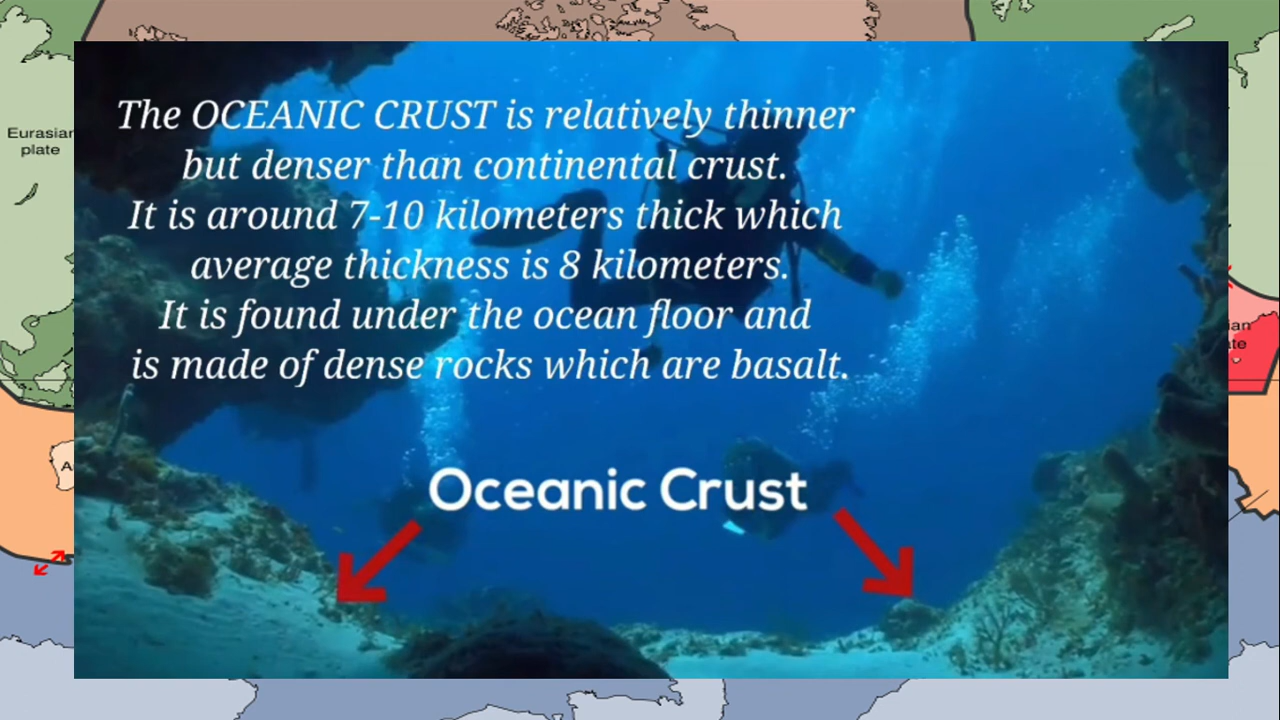 The OCEANIC CRUST is relatively thinner
but denser than continental crust.
It is around 7-10 kilometers thick which
average thickness is 8 kilometers.
It is found under the ocean floor and
is made of dense rocks which are basalt.
Oceanic Crust
Eurasian
plate